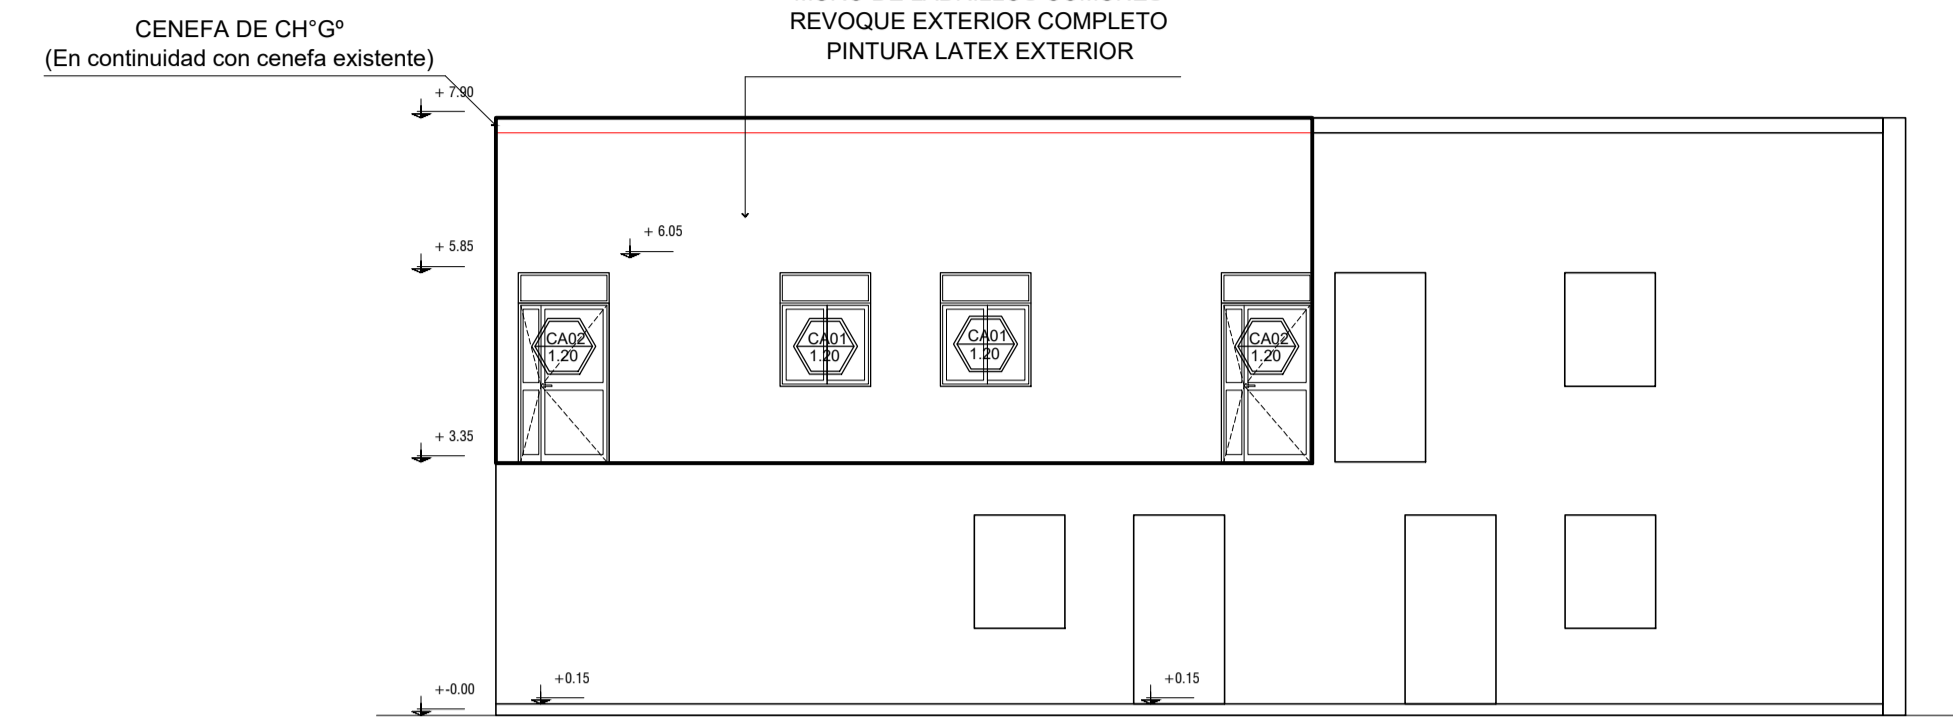 REVOQUE EXTERIOR COMPLETO
PINTURA LATEX EXTERIOR
CENEFA DE CH°Gº
(En continuidad con cenefa existente)
+ 7.90
+ 6.05
+ 5.85
CA02
1.20
CA01
1.20
CA01
1.20
CA02
1.20
+ 3.35
+0.15
+0.15
+-0.00